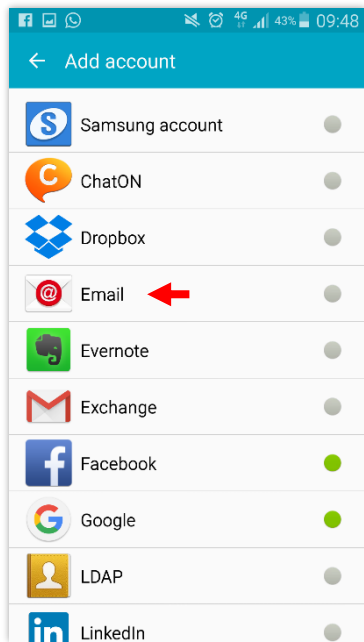 4G 43% 09:48
Add account
Samsung account
ChatON
Dropbox
Email
Evernote
Exchange
Facebook
Google
LDAP
LinkedIn